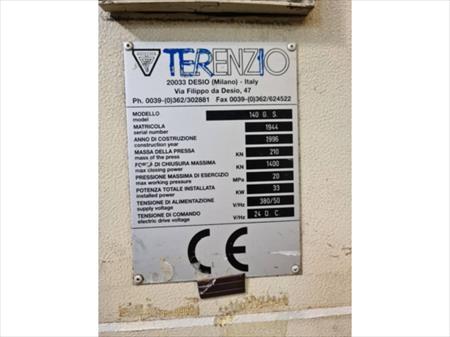 TERENZIO
20033 DESIO (Milano) - Italy
Via Filippo da Desio, 47
Ph. 0039-(0)362/302881 Fax 0039-(0)362/624522
MODELLO 140 G.S.
model
MATRICOLA 1944
serial number
ANNO DI COSTRUZIONE 1996
construction year
MASSA DELLA PRESSA KN 210
mass of the press
FORZA DI CHIUSURA MASSIMA KN 1400
max closing power
PRESSIONE MASSIMA DI ESERCIZIO MPa 20
max working pressure
POTENZA TOTALE INSTALLATA KW 33
installed power
TENSIONE DI ALIMENTAZIONE V/Hz 380/50
supply voltage
TENSIONE DI COMANDO V/Hz 24 D.C
electric drive voltage
CE